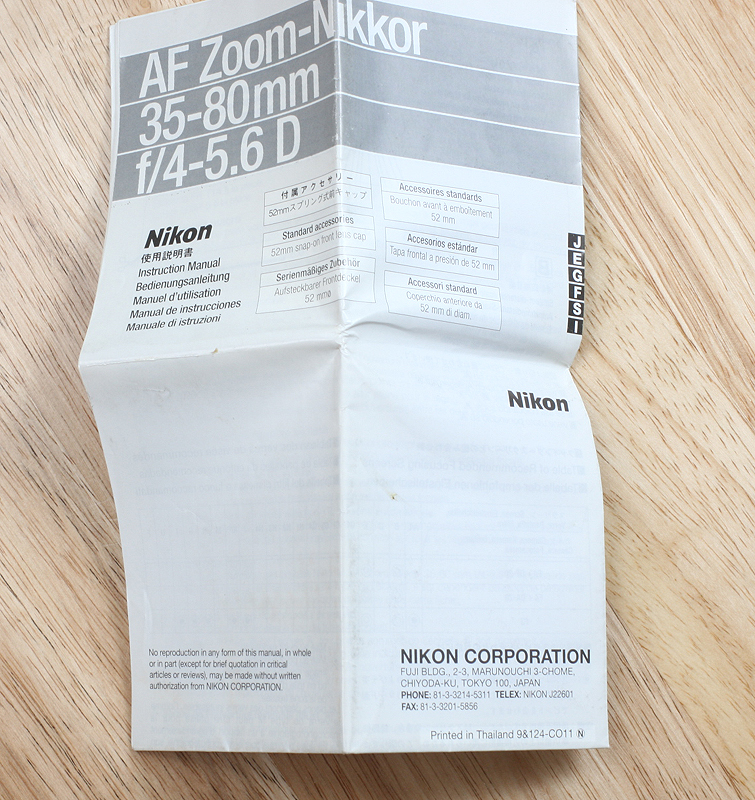 AF Zoom-Nikkor
35-80mm
f/4-5.6 D
Nikon
使用説明書
Instruction Manual
Bedienungsanleitung
Manuel d'utilisation
Manual de instrucciones
Manuale di istruzioni
付属アクセサリー
52mmスプリング式前キャップ
Standard accessories
52mm snap-on front lens cap
Serienmäßiges Zubehör
Aufsteckbarer Frontdeckel
52 mmø
Accessoires standards
Bouchon avant à emboîtement
52 mm
Accesorios estándar
Tapa frontal a presión de 52 mm
Accessori standard
Coperchio anteriore da
52 mm di diam.
J
E
G
F
S
I
Nikon
No reproduction in any form of this manual, in whole
or in part (except for brief quotation in critical
articles or reviews), may be made without written
authorization from NIKON CORPORATION.
NIKON CORPORATION
FUJI BLDG., 2-3, MARUNOUCHI 3-CHOME,
CHIYODA-KU, TOKYO 100, JAPAN
PHONE: 81-3-3214-5311 TELEX: NIKON J22601
FAX: 81-3-3201-5856
Printed in Thailand 9&124-CO11 N